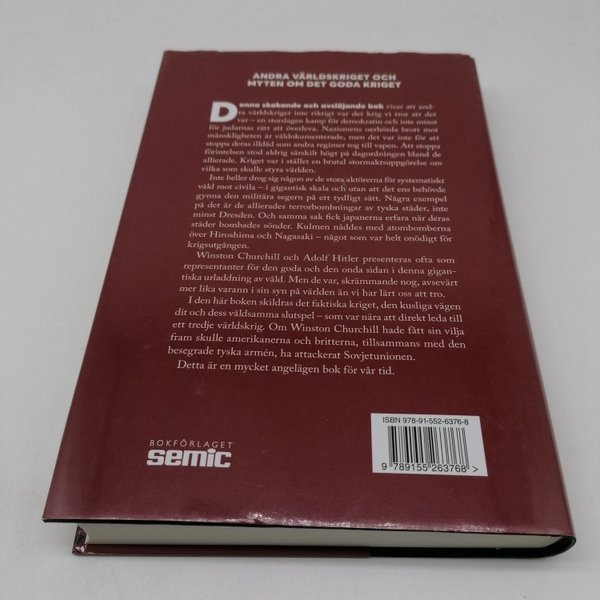 ANDRA VÄRLDSKRIGET OCH
MYTEN OM DET GODA KRIGET
Denna skakande och avslöjande bok visar att and-
ra världskriget inte riktigt var det krig vi tror att det
var – en storslagen kamp för demokratin och inte minst
för judarnas rätt att överleva. Nazismens oerhörda brott mot
mänskligheten är väldokumenterade, men det var inte för att
stoppa deras illdåd som andra regimer tog till vapen. Att stoppa
förintelsen stod aldrig särskilt högt på dagordningen bland de
allierade. Kriget var i stället en brutal stormaktsuppgörelse om
vilka som skulle styra världen.
Inte heller drog sig någon av de stora aktörerna för systematiskt
våld mot civila – i gigantisk skala och utan att det ens behövde
gynna den militära segern på ett tydligt sätt. Några exempel
på det är de allierades terrorbombningar av tyska städer, inte
minst Dresden. Och samma sak fick japanerna erfara när deras
städer bombades sönder. Kulmen nåddes med atombomberna
över Hiroshima och Nagasaki – något som var helt onödigt för
krigsutgången.
Winston Churchill och Adolf Hitler presenteras ofta som
representanter för den goda och den onda sidan i denna gigan-
tiska urladdning av våld. Men de var, skrämmande nog, avsevärt
mer lika varann i sin syn på världen än vi har lärt oss att tro.
I den här boken skildras det faktiska kriget, den kusliga vägen
dit och dess våldsamma slutspel – som var nära att direkt leda till
ett tredje världskrig. Om Winston Churchill hade fått sin vilja
fram skulle amerikanerna och britterna, tillsammans med den
besegrade tyska armén, ha attackerat Sovjetunionen.
Detta är en mycket angelägen bok för vår tid.
ISBN 978-91-552-6376-8
9 789155 263768 >
BOKFÖRLAGET
semic